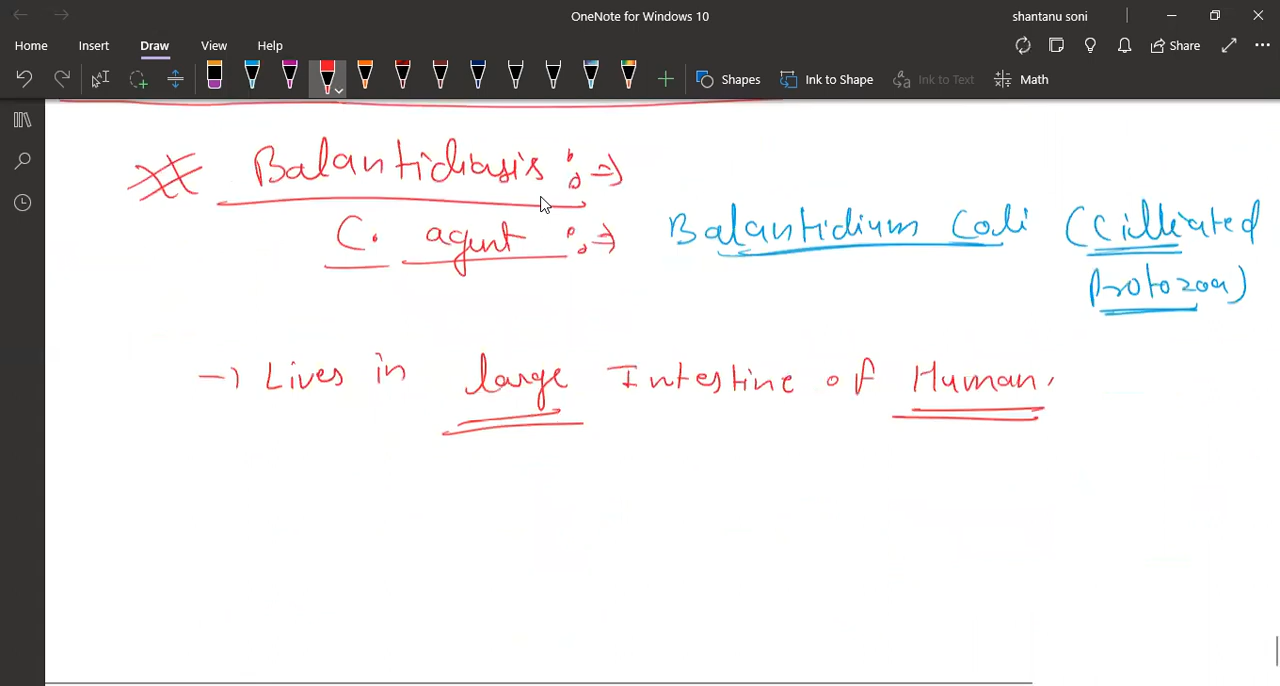 OneNote for Windows 10
shantanu soni
Home Insert Draw View Help
Share
Shapes Ink to Shape Ink to Text Math
Balantidiasis :⇒
C. agent :⇒ Balantidium Coli (Cilliated
Protozoa)
→ Lives in large Intestine of Human.